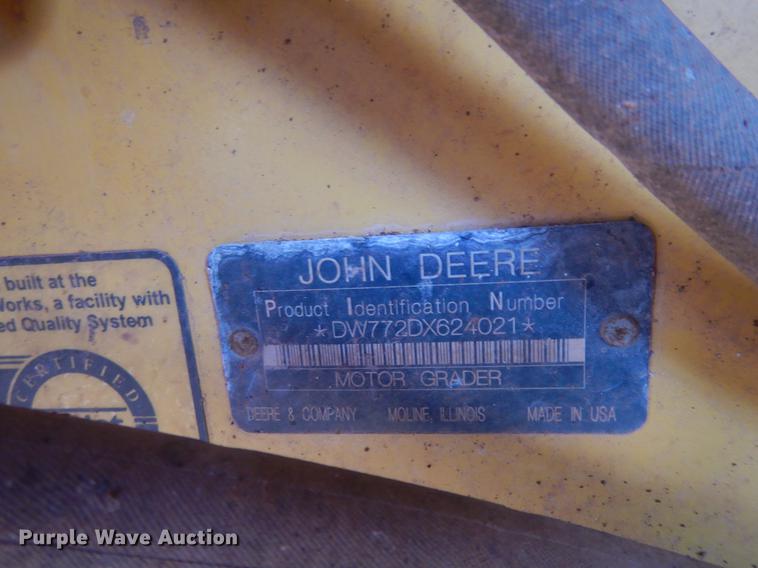 built at the
Works, a facility with
ed Quality System
CERTIFIED
JOHN DEERE
Product Identification Number
*DW772DX624021*
MOTOR GRADER
DEERE & COMPANY MOLINE, ILLINOIS MADE IN USA
Purple Wave Auction